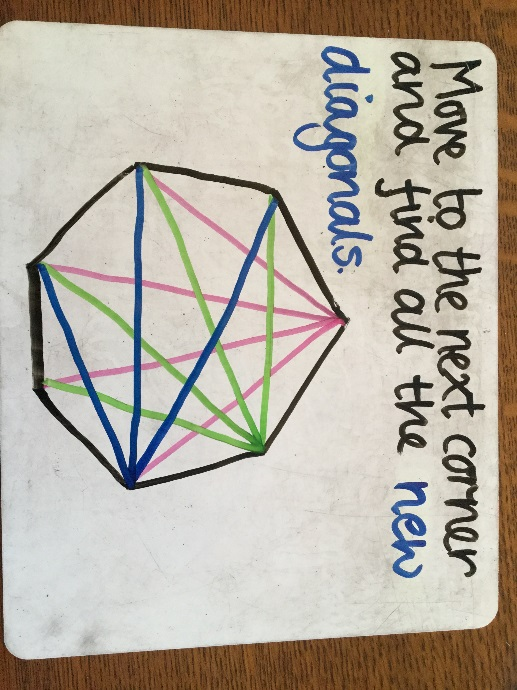 Move to the next corner
and find all the new
diagonals.